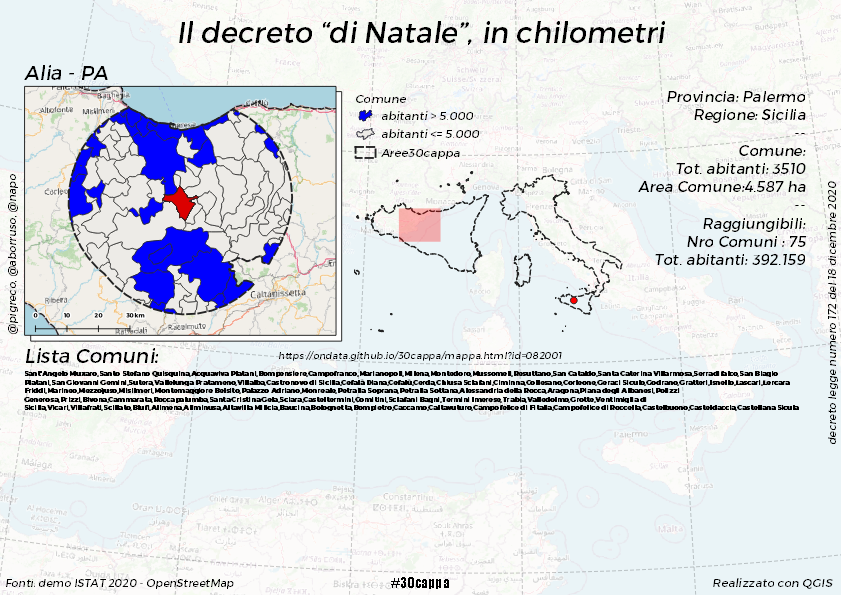 Il decreto “di Natale”, in chilometri
Alia - PA
Bagheria
Altofonte
Misilmeri
Cefalù
Corleone
Ribera
Caltanissetta
Racalmuto
Raffadali
0 10 20 30 km
Comune
abitanti > 5.000
abitanti <= 5.000
Aree30cappa
Provincia: Palermo
Regione: Sicilia
--
Comune:
Tot. abitanti: 3510
Area Comune:4.587 ha
--
Raggiungibili:
Nro Comuni : 75
Tot. abitanti: 392.159
@pigreco, @aborruso, @napo
decreto legge numero 172 del 18 dicembre 2020
Lista Comuni:
https://ondata.github.io/30cappa/mappa.html?id=082001
Sant'Angelo Muxaro, Santo Stefano Quisquina, Acquaviva Platani, Bompensiere, Campofranco, Marianopoli, Milena, Montedoro, Mussomeli, Resuttano, San Cataldo, Santa Caterina Villarmosa, Serradifalco, San Biagio
Platani, San Giovanni Gemini, Sutera, Vallelunga Pratameno, Villalba, Castronovo di Sicilia, Cefalà Diana, Cefalù, Cerda, Chiusa Sclafani, Ciminna, Collesano, Corleone, Geraci Siculo, Godrano, Gratteri, Isnello, Lascari, Lercara
Friddi, Marineo, Mezzojuso, Misilmeri, Montemaggiore Belsito, Palazzo Adriano, Monreale, Petralia Soprana, Petralia Sottana, Alessandria della Rocca, Aragona, Piana degli Albanesi, Polizzi
Generosa, Prizzi, Bivona, Cammarata, Roccapalumba, Santa Cristina Gela, Sciara, Casteltermini, Comitini, Sclafani Bagni, Termini Imerese, Trabia, Valledolmo, Grotte, Ventimiglia di
Sicilia, Vicari, Villafrati, Scillato, Blufi, Alimena, Aliminusa, Altavilla Milicia, Baucina, Bolognetta, Bompietro, Caccamo, Caltavuturo, Campofelice di Fitalia, Campofelice di Roccella, Castelbuono, Casteldaccia, Castellana Sicula
Constantine
Fonti: demo ISTAT 2020 - OpenStreetMap
#30cappa
Realizzato con QGIS